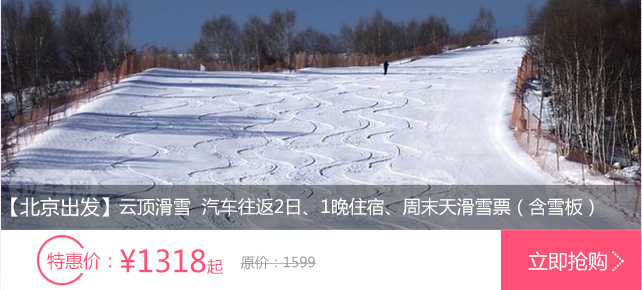 【北京出发】云顶滑雪 汽车往返2日、1晚住宿、周末天滑雪票（含雪板）
特惠价：¥1318起 原价：1599 立即抢购